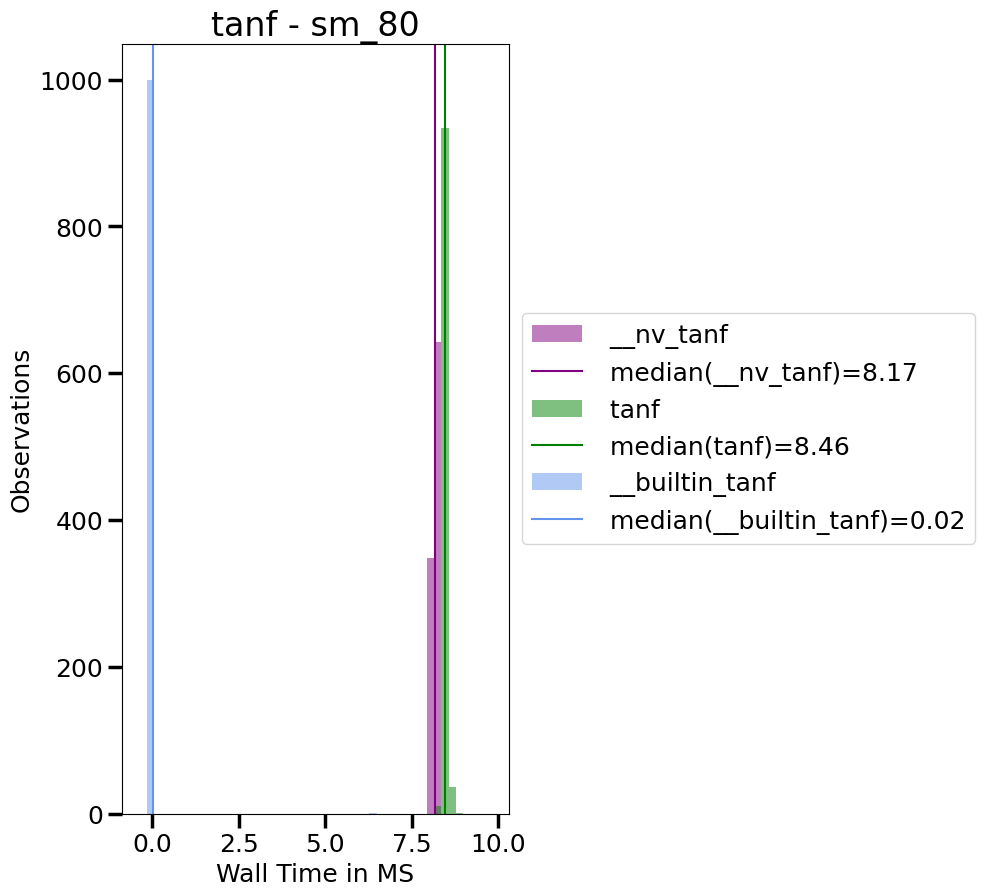 tanf - sm_80
1000
800
600
400
200
0
Observations
0.0 2.5 5.0 7.5 10.0
Wall Time in MS
__nv_tanf
median(__nv_tanf)=8.17
tanf
median(tanf)=8.46
__builtin_tanf
median(__builtin_tanf)=0.02